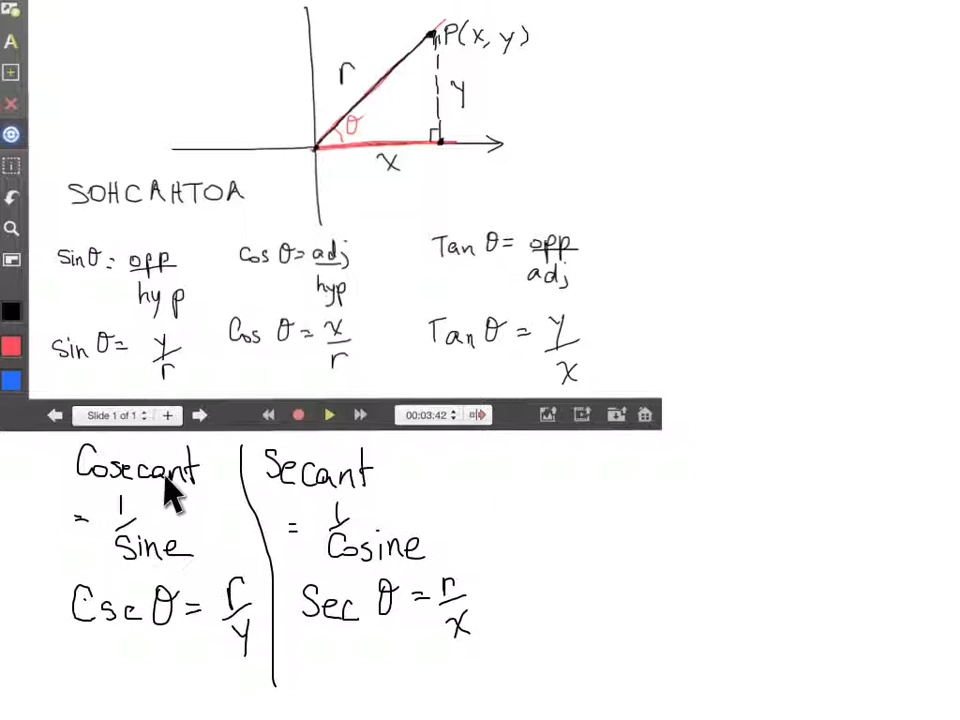 A
P(x, y)
r
y
θ
x
SOHCAHTOA
sinθ = opp/hyp
Cos θ = adj/hyp
Tan θ = opp/adj
sin θ = y/r
Cos θ = x/r
Tan θ = y/x
Slide 1 of 1
00:03:42
Cosecant
= 1/Sine
Csc θ = r/y
Secant
= 1/Cosine
Sec θ = r/x